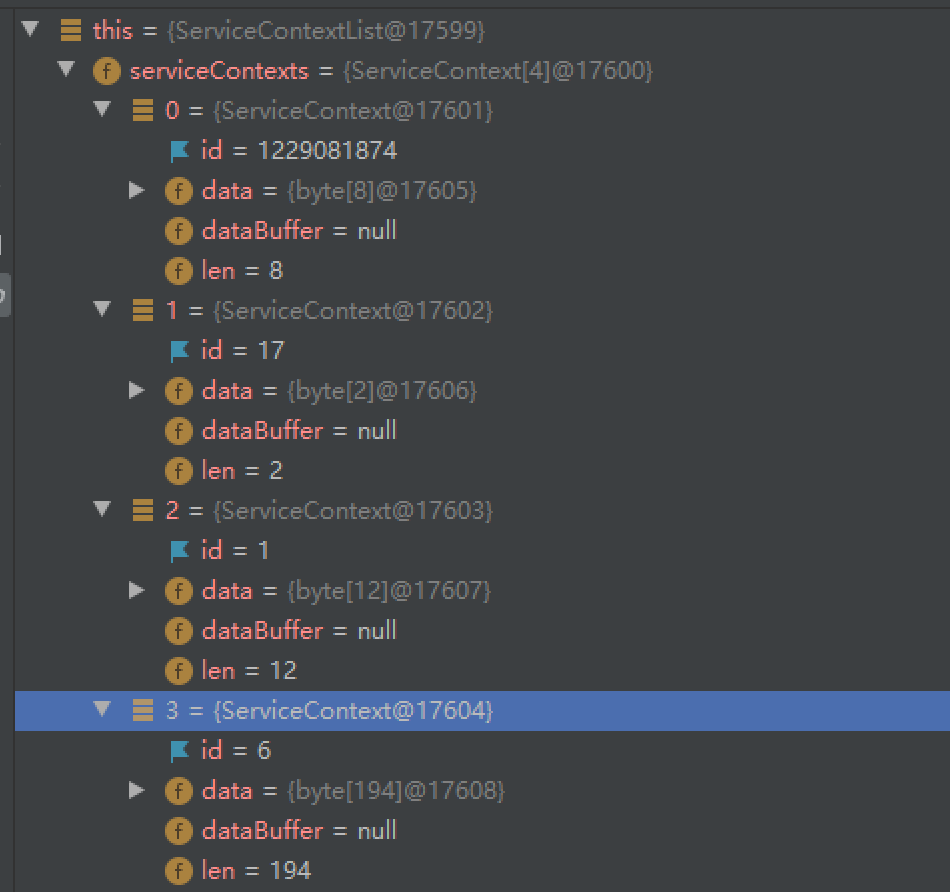 this = {ServiceContextList@17599}
f serviceContexts = {ServiceContext[4]@17600}
0 = {ServiceContext@17601}
id = 1229081874
f data = {byte[8]@17605}
f dataBuffer = null
f len = 8
1 = {ServiceContext@17602}
id = 17
f data = {byte[2]@17606}
f dataBuffer = null
f len = 2
2 = {ServiceContext@17603}
id = 1
f data = {byte[12]@17607}
f dataBuffer = null
f len = 12
3 = {ServiceContext@17604}
id = 6
f data = {byte[194]@17608}
f dataBuffer = null
f len = 194